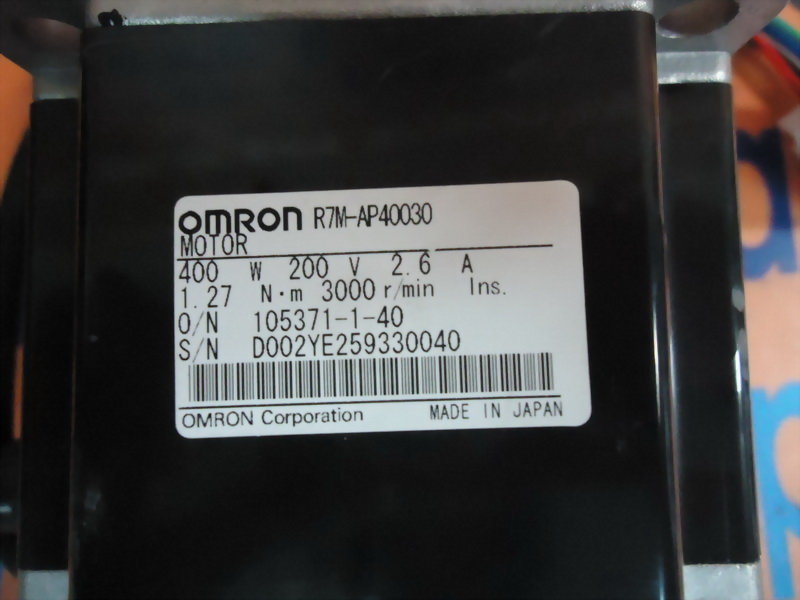 OMRON R7M-AP40030
MOTOR
400 W 200 V 2.6 A
1.27 N·m 3000 r/min Ins.
O/N 105371-1-40
S/N D002YE259330040
OMRON Corporation MADE IN JAPAN